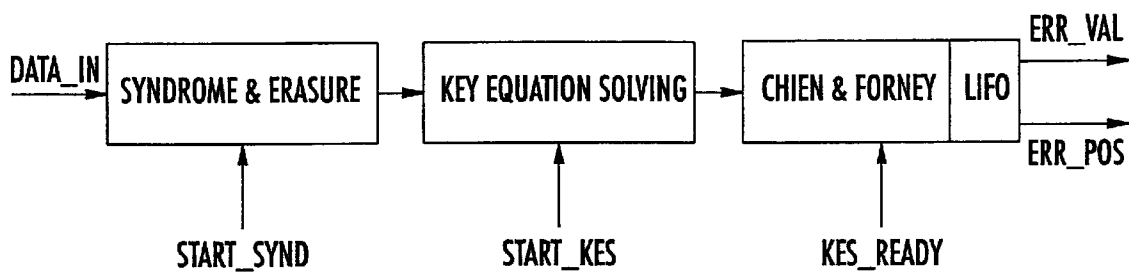 ERR_VAL
DATA_IN
SYNDROME & ERASURE
KEY EQUATION SOLVING
CHIEN & FORNEY
LIFO
ERR_POS
START_SYND
START_KES
KES_READY